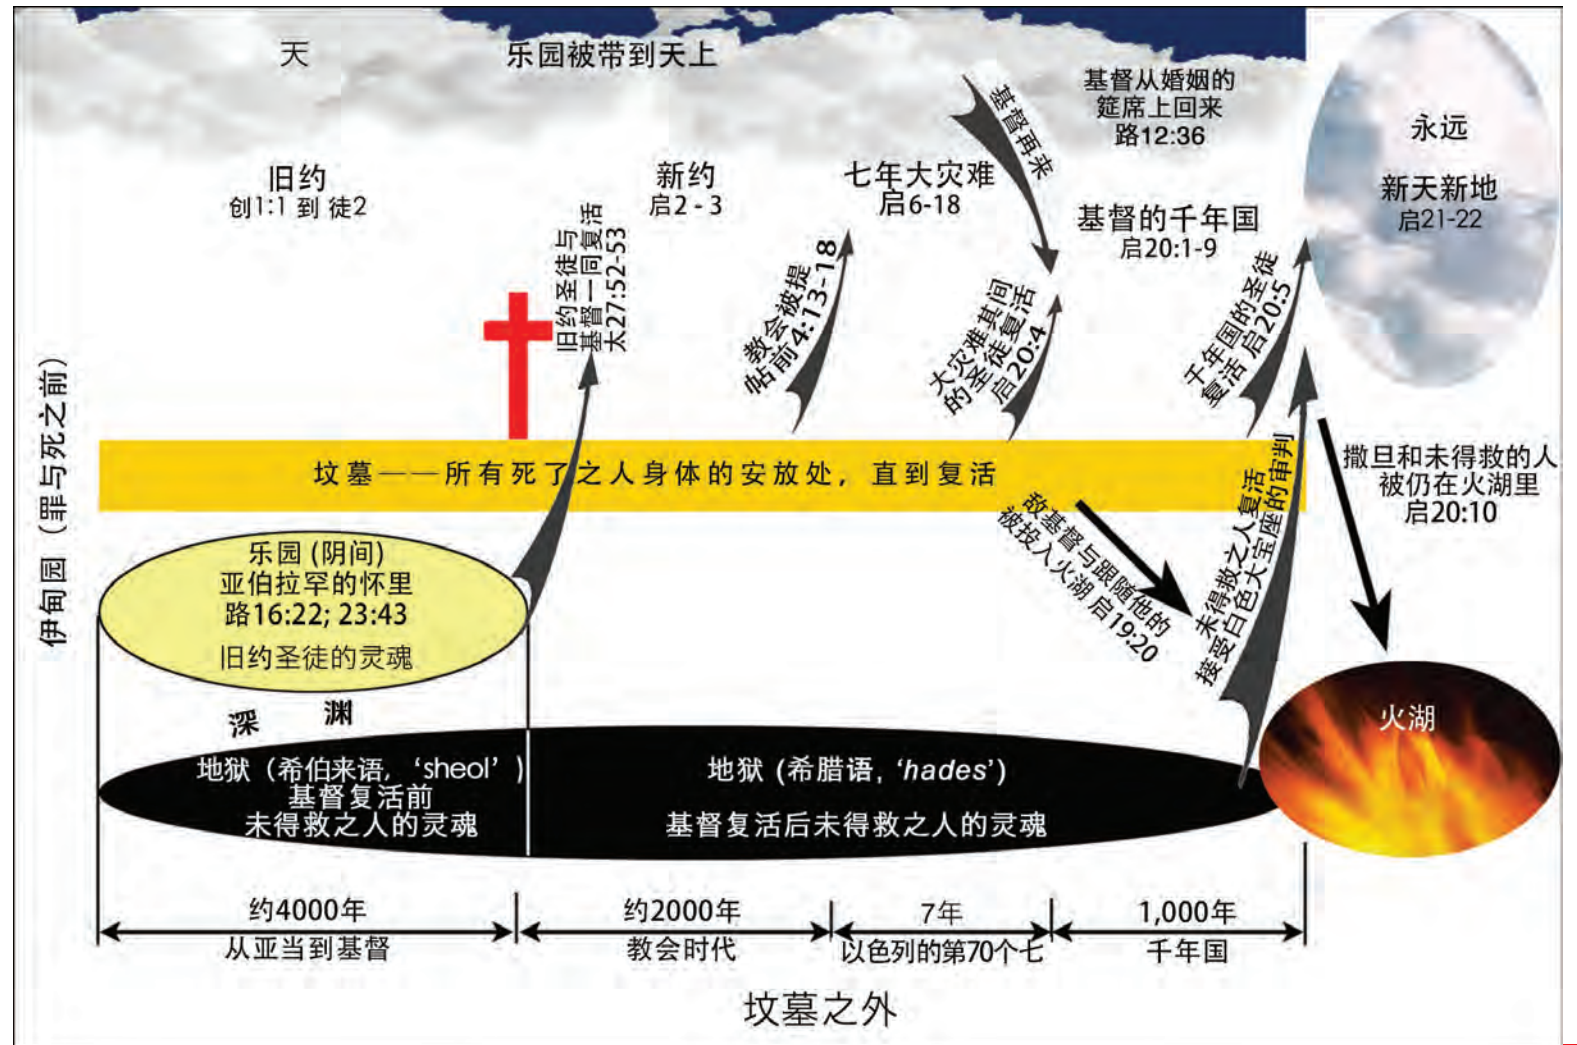 天
乐园被带到天上
旧约
创1:1 到 徒2
旧约圣徒与
基督一同复活
太27:52-53
新约
启2 - 3
教会被提
帖前4:13-18
七年大灾难
启6-18
基督再来
大灾难其间
的圣徒复活
启20:4
基督从婚姻的
筵席上回来
路12:36
基督的千年国
启20:1-9
千年国的圣徒
复活 启20:5
永远
新天新地
启21-22
伊甸园（罪与死之前）
坟墓——所有死了之人身体的安放处，直到复活
敌基督与跟随他的
被投入火湖 启19:20
未得救之人复活
接受白色大宝座的审判
撒旦和未得救的人
被仍在火湖里
启20:10
乐园 (阴间)
亚伯拉罕的怀里
路16:22; 23:43
旧约圣徒的灵魂
深 渊
地狱（希伯来语，‘sheol’)
基督复活前
未得救之人的灵魂
地狱 (希腊语, ‘hades’)
基督复活后未得救之人的灵魂
火湖
约4000年
从亚当到基督
约2000年
教会时代
7年
以色列的第70个七
1,000年
千年国
坟墓之外